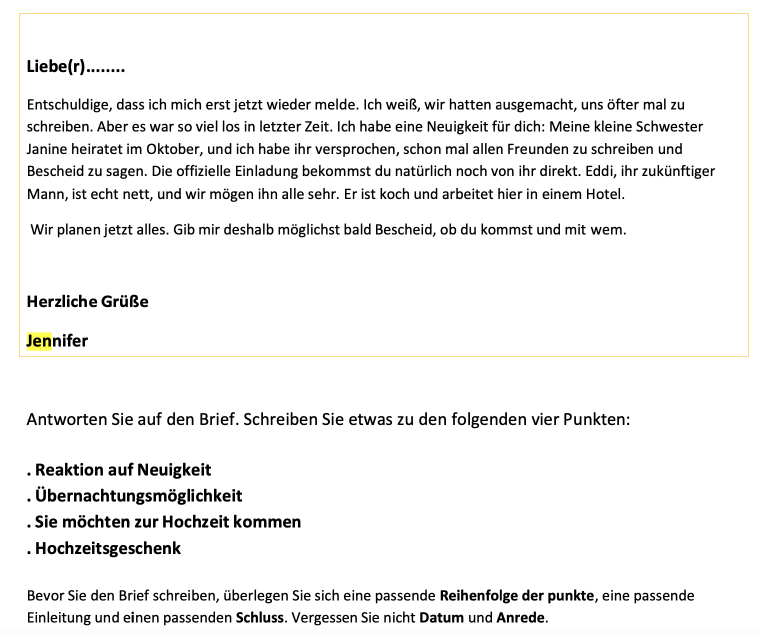 Liebe(r)........
Entschuldige, dass ich mich erst jetzt wieder melde. Ich weiß, wir hatten ausgemacht, uns öfter mal zu
schreiben. Aber es war so viel los in letzter Zeit. Ich habe eine Neuigkeit für dich: Meine kleine Schwester
Janine heiratet im Oktober, und ich habe ihr versprochen, schon mal allen Freunden zu schreiben und
Bescheid zu sagen. Die offizielle Einladung bekommst du natürlich noch von ihr direkt. Eddi, ihr zukünftiger
Mann, ist echt nett, und wir mögen ihn alle sehr. Er ist koch und arbeitet hier in einem Hotel.
Wir planen jetzt alles. Gib mir deshalb möglichst bald Bescheid, ob du kommst und mit wem.
Herzliche Grüße
Jennifer
Antworten Sie auf den Brief. Schreiben Sie etwas zu den folgenden vier Punkten:
. Reaktion auf Neuigkeit
. Übernachtungsmöglichkeit
. Sie möchten zur Hochzeit kommen
. Hochzeitsgeschenk
Bevor Sie den Brief schreiben, überlegen Sie sich eine passende Reihenfolge der punkte, eine passende
Einleitung und einen passenden Schluss. Vergessen Sie nicht Datum und Anrede.